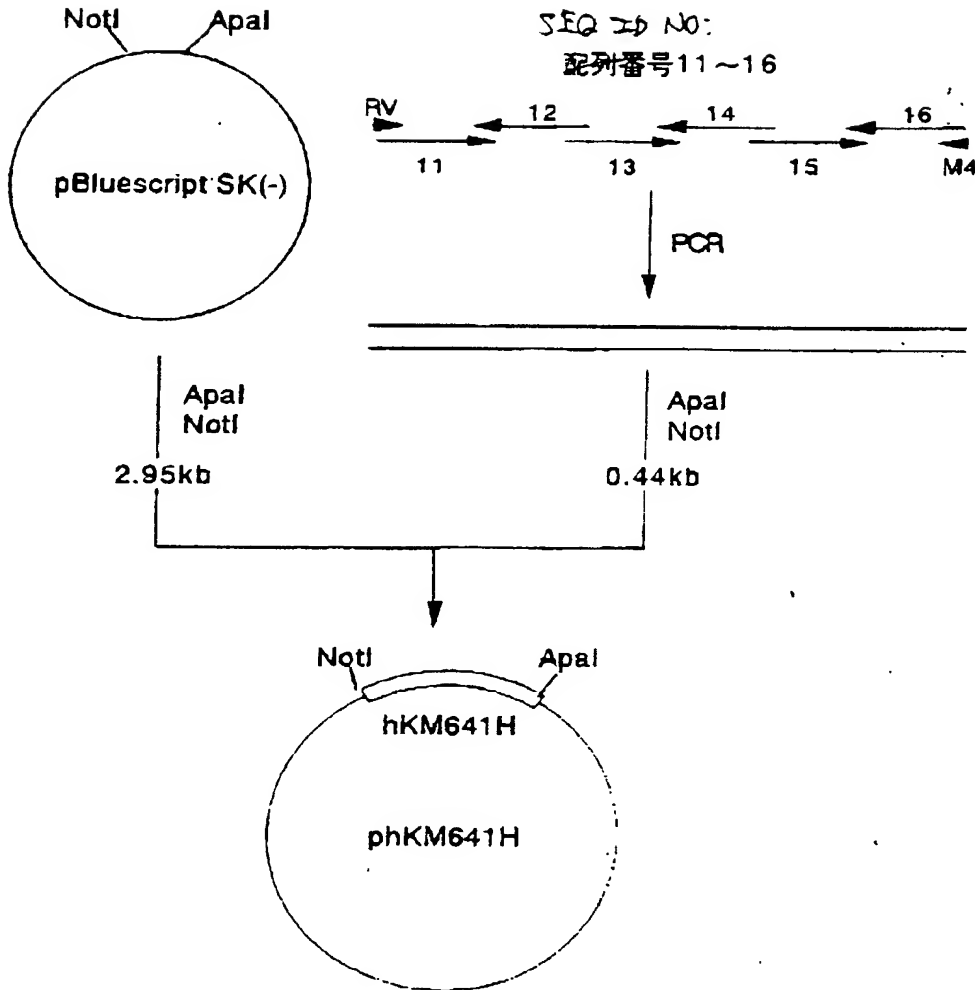 NotI
ApaI
SEQ ID NO:
配列番号11～16
RV
12
14
16
11
13
15
M4
pBluescript SK(-)
PCR
ApaI
NotI
2.95kb
ApaI
NotI
0.44kb
NotI
ApaI
hKM641H
phKM641H